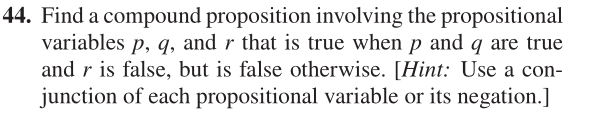 44. Find a compound proposition involving the propositional
variables p, q, and r that is true when p and q are true
and r is false, but is false otherwise. [Hint: Use a con-
junction of each propositional variable or its negation.]